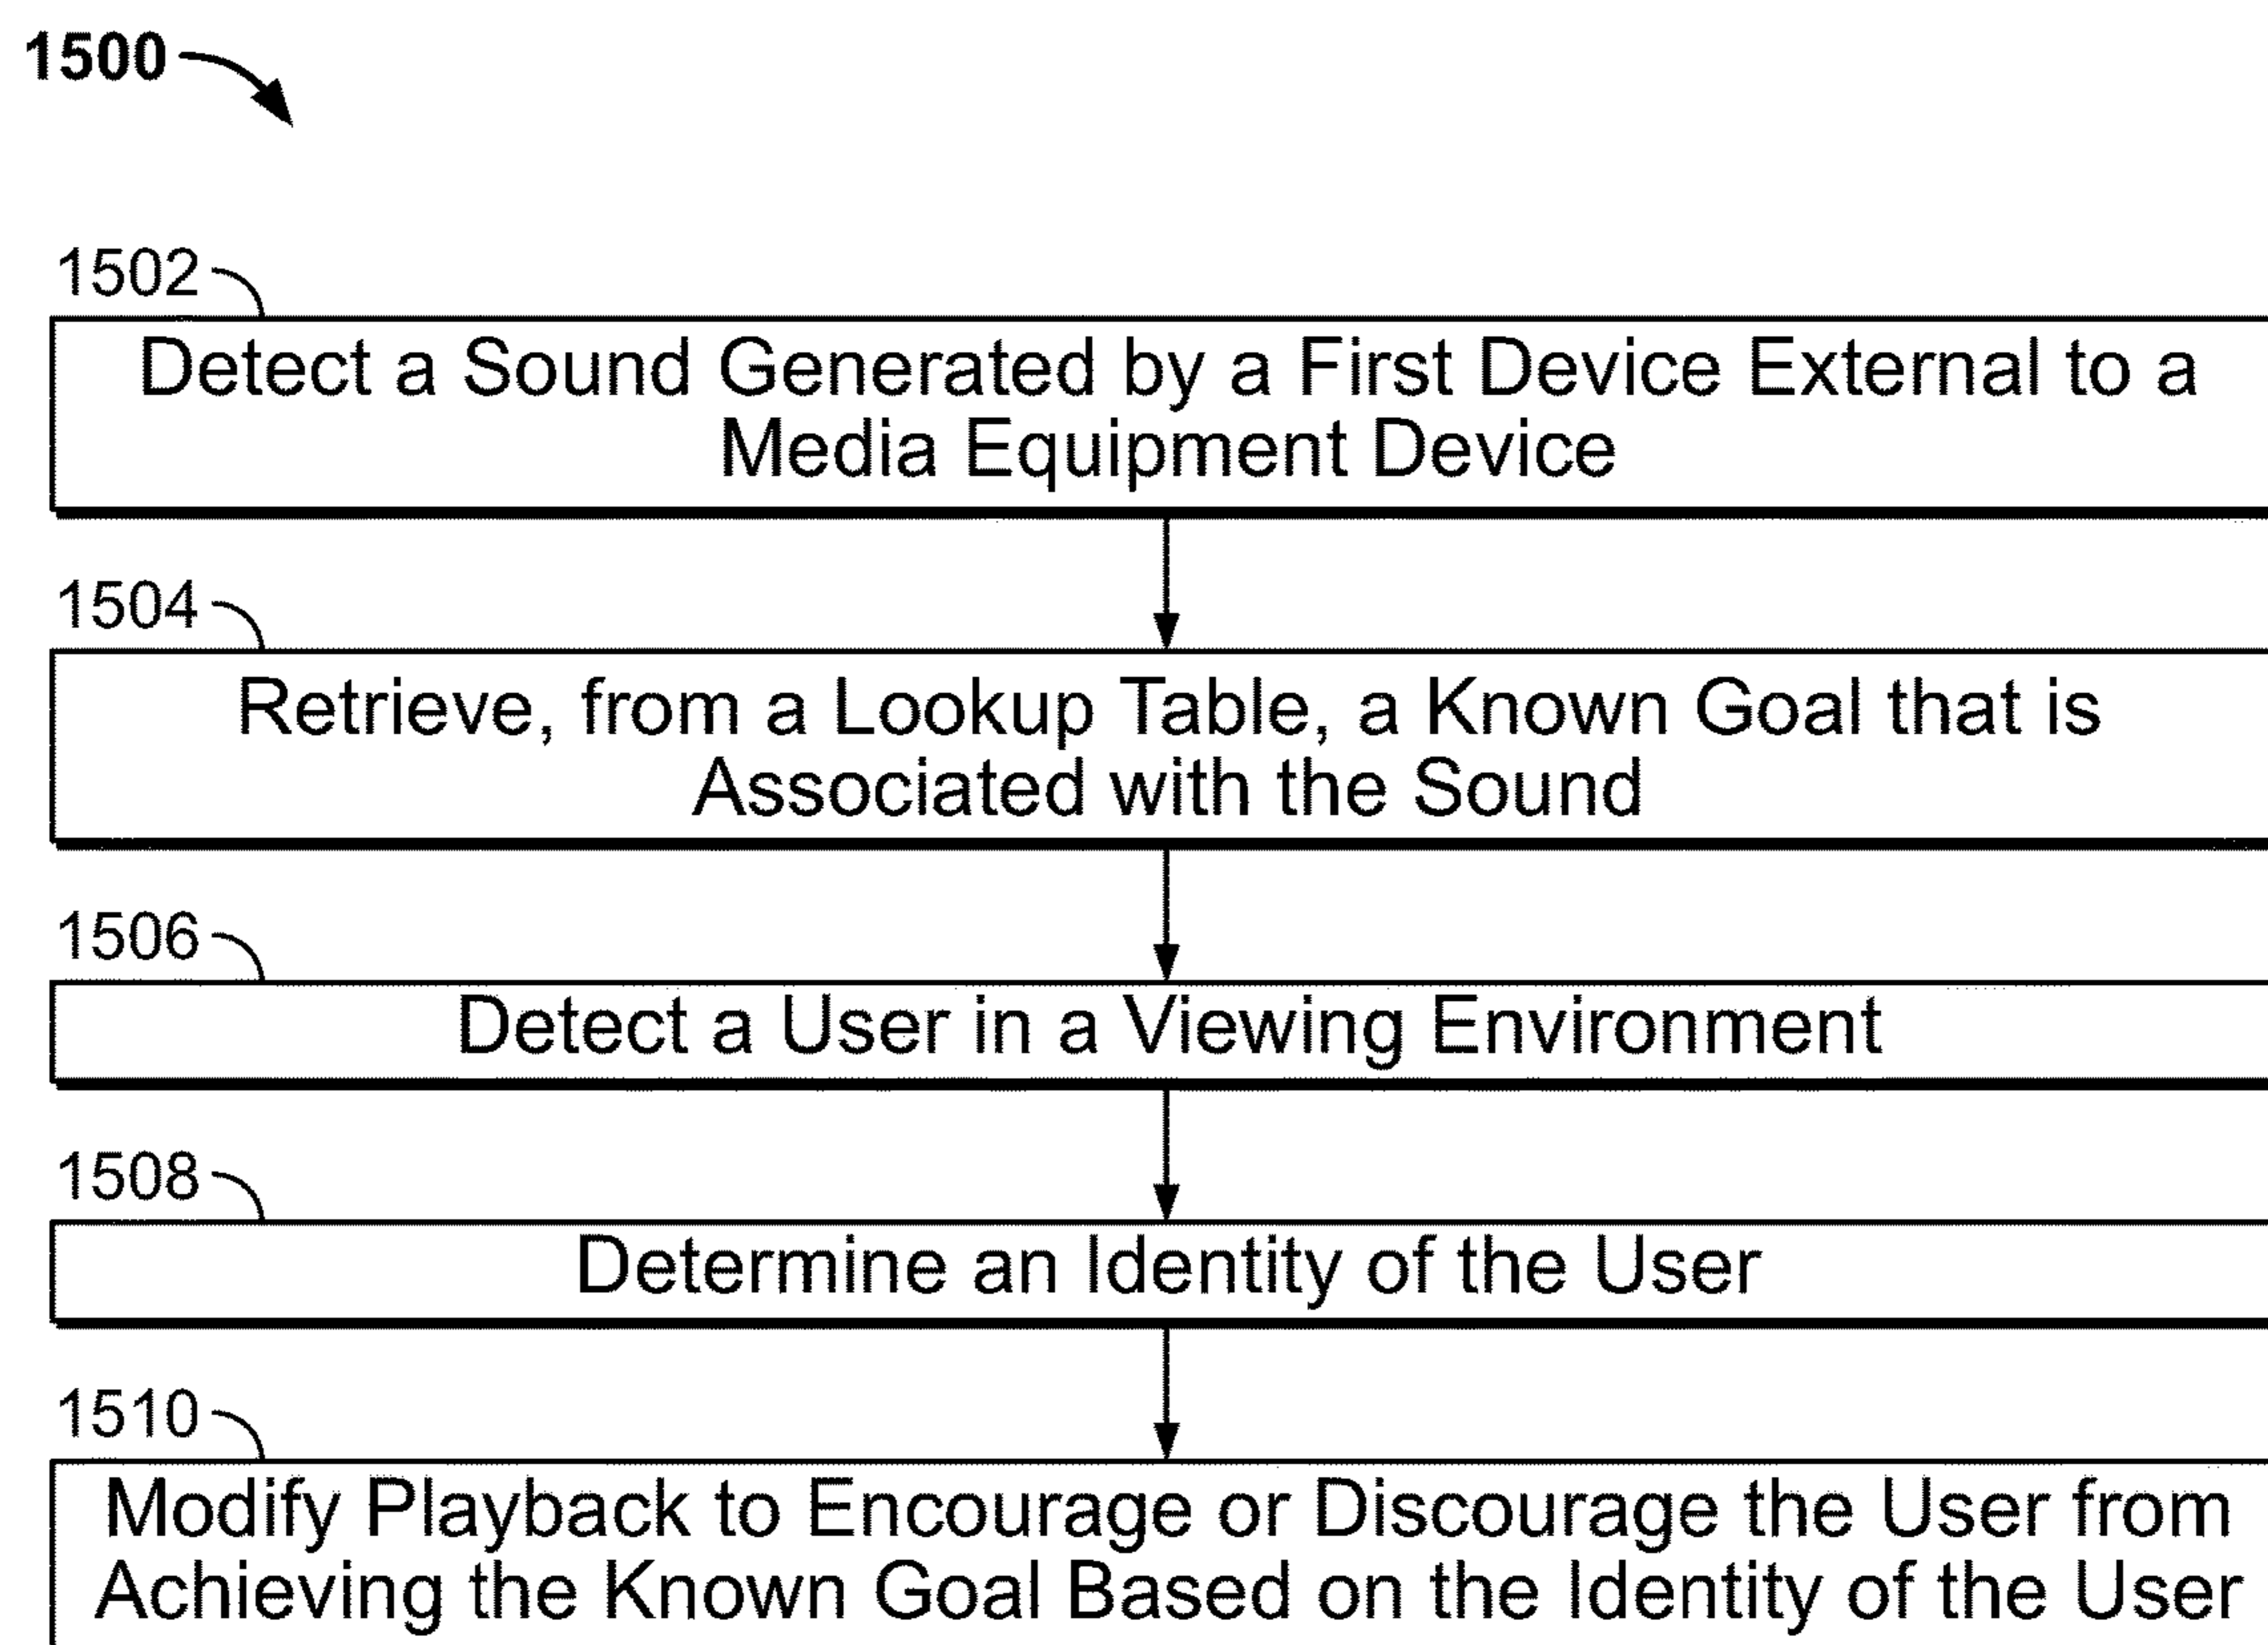 1500
1502
Detect a Sound Generated by a First Device External to a
Media Equipment Device
1504
Retrieve, from a Lookup Table, a Known Goal that is
Associated with the Sound
1506
Detect a User in a Viewing Environment
1508
Determine an Identity of the User
1510
Modify Playback to Encourage or Discourage the User from
Achieving the Known Goal Based on the Identity of the User